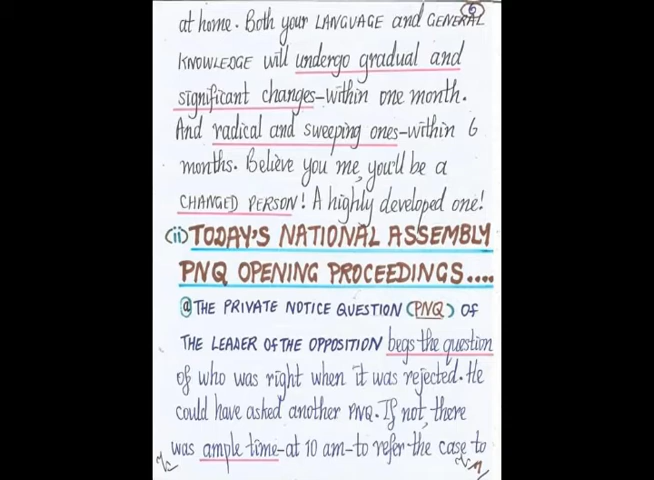 6
at home. Both your LANGUAGE and GENERAL
KNOWLEDGE will undergo gradual and
significant changes-within one month.
And radical and sweeping ones-within 6
months. Believe you me, you'll be a
CHANGED PERSON! A highly developed one!
(ii) TODAY'S NATIONAL ASSEMBLY
PNQ OPENING PROCEEDINGS....
(a) THE PRIVATE NOTICE QUESTION (PNQ) OF
THE LEADER OF THE OPPOSITION begs the question
of who was right when it was rejected. He
could have asked another PNQ. If not, there
was ample time-at 10 am-to refer the case to